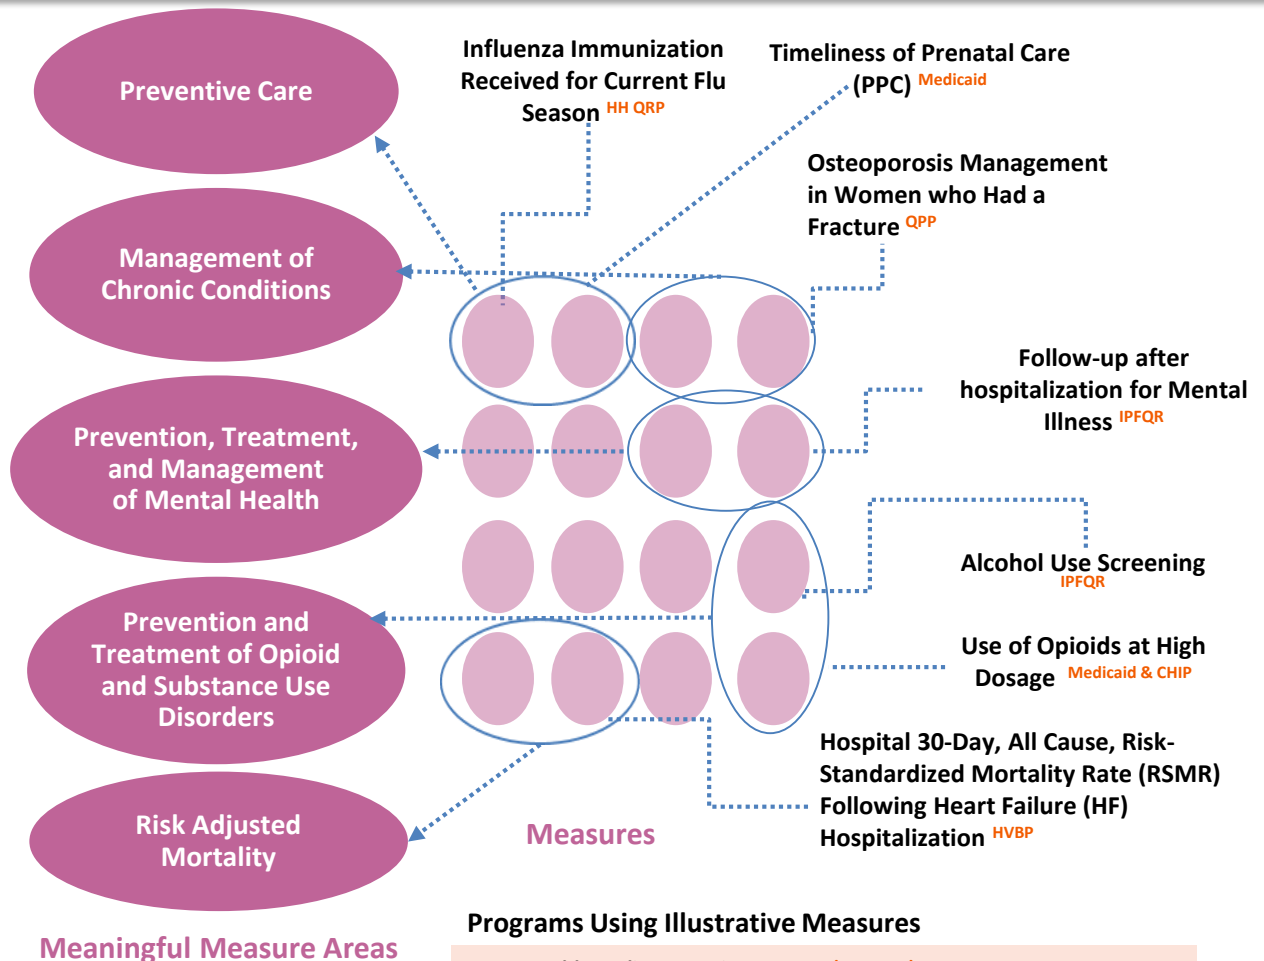 Preventive Care
Management of
Chronic Conditions
Prevention, Treatment,
and Management
of Mental Health
Prevention and
Treatment of Opioid
and Substance Use
Disorders
Risk Adjusted
Mortality
Meaningful Measure Areas
Influenza Immunization
Received for Current Flu
Season HH QRP
Timeliness of Prenatal Care
(PPC) Medicaid
Osteoporosis Management
in Women who Had a
Fracture QPP
Follow-up after
hospitalization for Mental
Illness IPFQR
Alcohol Use Screening
IPFQR
Use of Opioids at High
Dosage Medicaid & CHIP
Hospital 30-Day, All Cause, Risk-
Standardized Mortality Rate (RSMR)
Following Heart Failure (HF)
Hospitalization HVBP
Measures
Programs Using Illustrative Measures